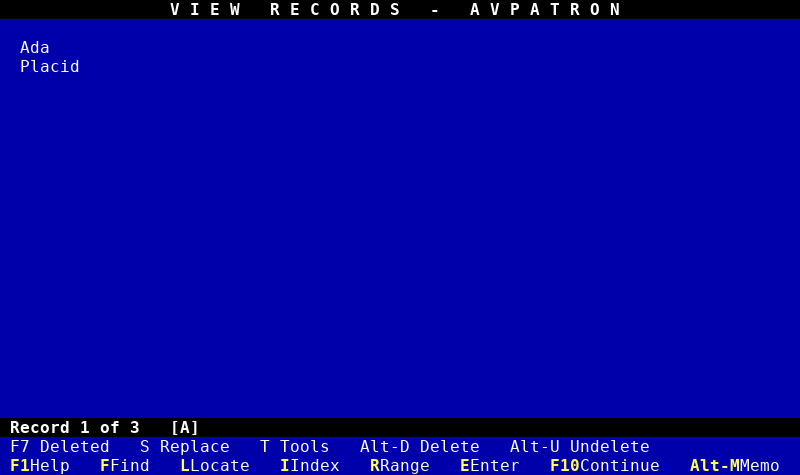 V I E W   R E C O R D S   -   A V P A T R O N
Ada
Placid
Record 1 of 3   [A]
F7 Deleted   S Replace   T Tools   Alt-D Delete   Alt-U Undelete
F1Help   FFind   LLocate   IIndex   RRange   EEnter   F10Continue   Alt-MMemo